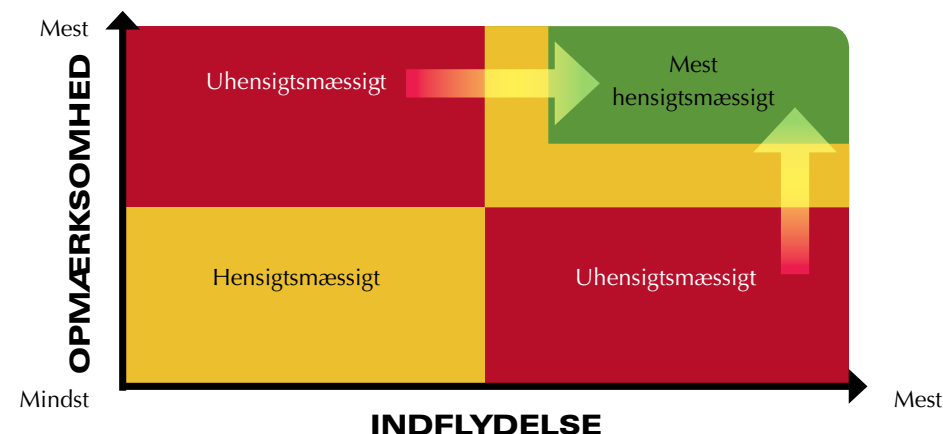 Mest
OPMÆRKSOMHED
Uhensigtsmæssigt
Mest
hensigtsmæssigt
Hensigtsmæssigt
Uhensigtsmæssigt
Mindst
INDFLYDELSE
Mest